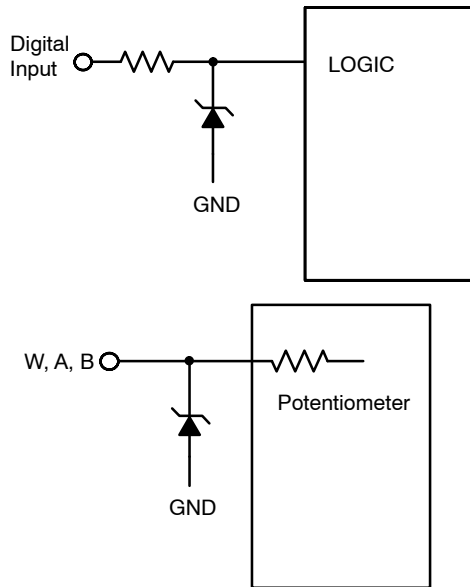 Digital
Input
LOGIC
GND
W, A, B
Potentiometer
GND